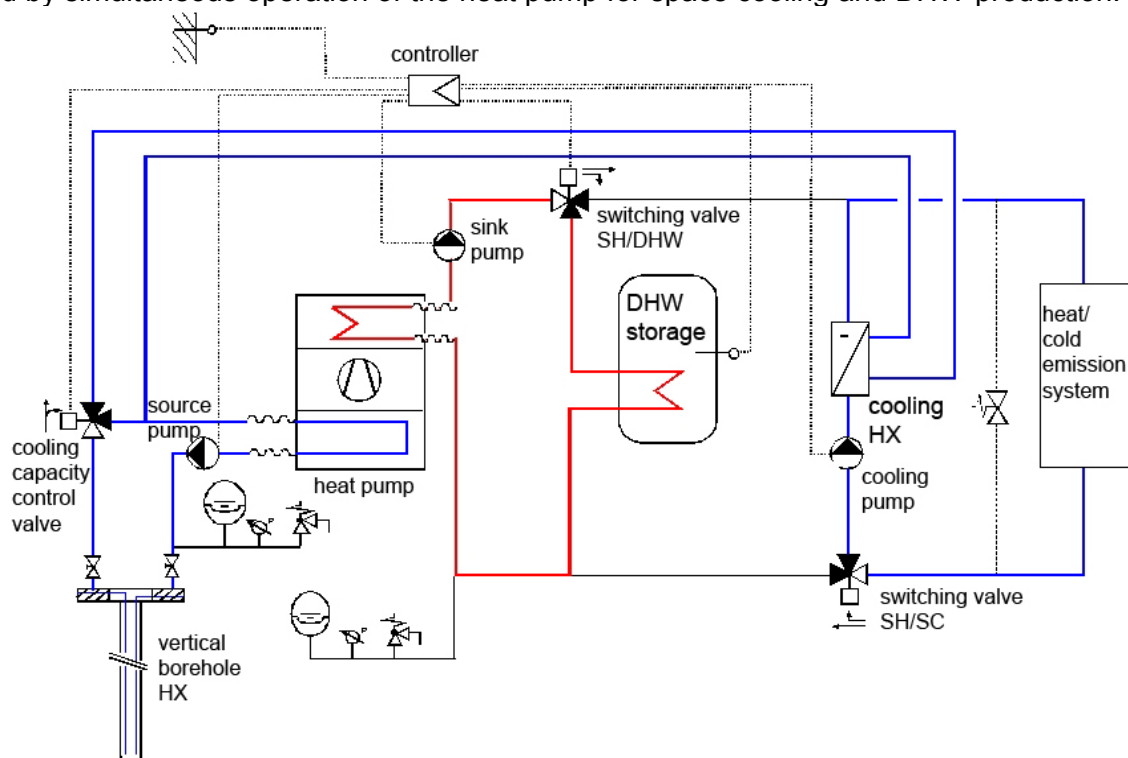 d by simultaneous operation of the heat pump for space cooling and DHW production.
controller
sink
pump
switching valve
SH/DHW
DHW
storage
heat/
cold
emission
system
source
pump
cooling
capacity
control
valve
heat pump
cooling
HX
cooling
pump
switching valve
SH/SC
vertical
borehole
HX
P
P